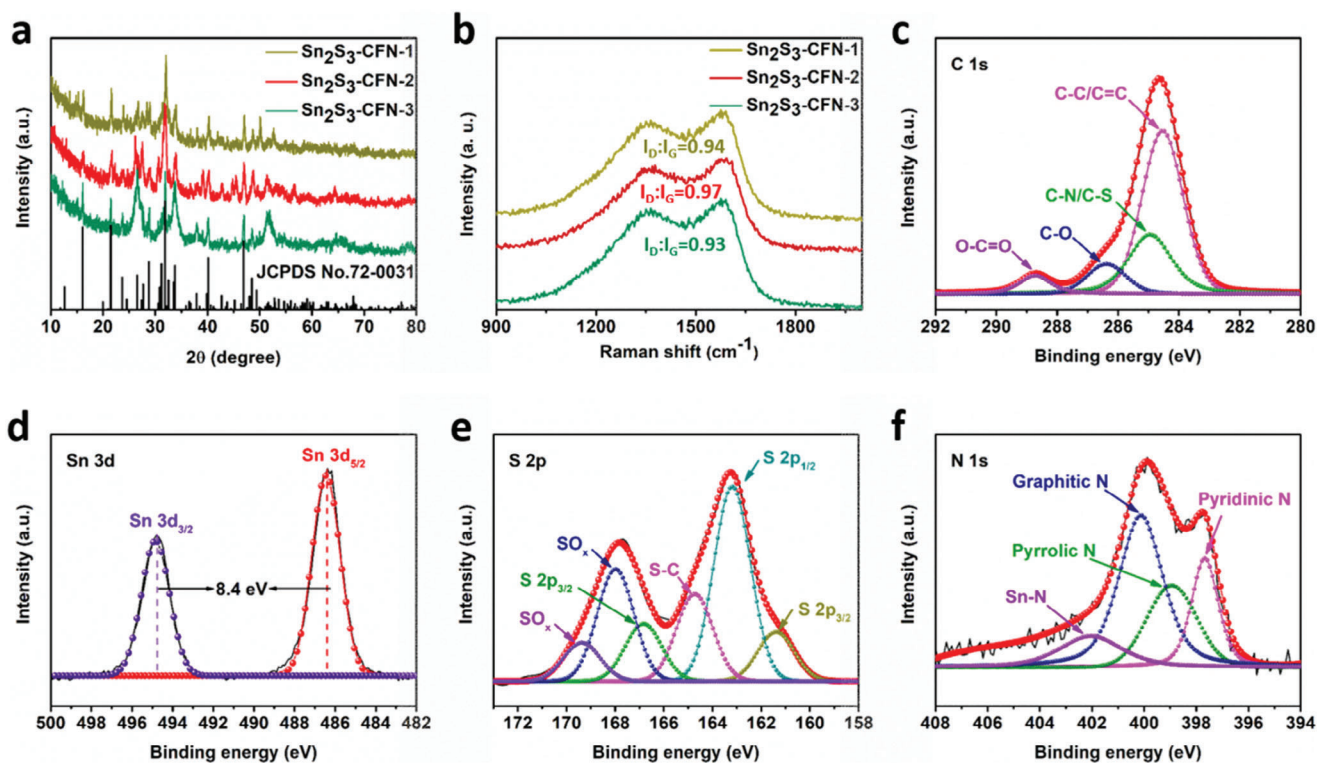 a
Sn2S3-CFN-1
Sn2S3-CFN-2
Sn2S3-CFN-3
JCPDS No.72-0031
Intensity (a.u.)
10 20 30 40 50 60 70 80
2θ (degree)
b
Sn2S3-CFN-1
Sn2S3-CFN-2
Sn2S3-CFN-3
ID:IG=0.94
ID:IG=0.97
ID:IG=0.93
Intensity (a. u.)
900 1200 1500 1800
Raman shift (cm-1)
c
C 1s
C-C/C=C
C-N/C-S
C-O
O-C=O
Intensity (a.u.)
292 290 288 286 284 282 280
Binding energy (eV)
d
Sn 3d
Sn 3d5/2
Sn 3d3/2
8.4 eV
Intensity (a.u.)
500 498 496 494 492 490 488 486 484 482
Binding energy (eV)
e
S 2p
S 2p1/2
SOx
S-C
S 2p3/2
SOx
S 2p3/2
Intensity (a.u.)
172 170 168 166 164 162 160 158
Binding energy (eV)
f
N 1s
Graphitic N
Pyridinic N
Pyrrolic N
Sn-N
Intensity (a.u.)
408 406 404 402 400 398 396 394
Binding energy (eV)